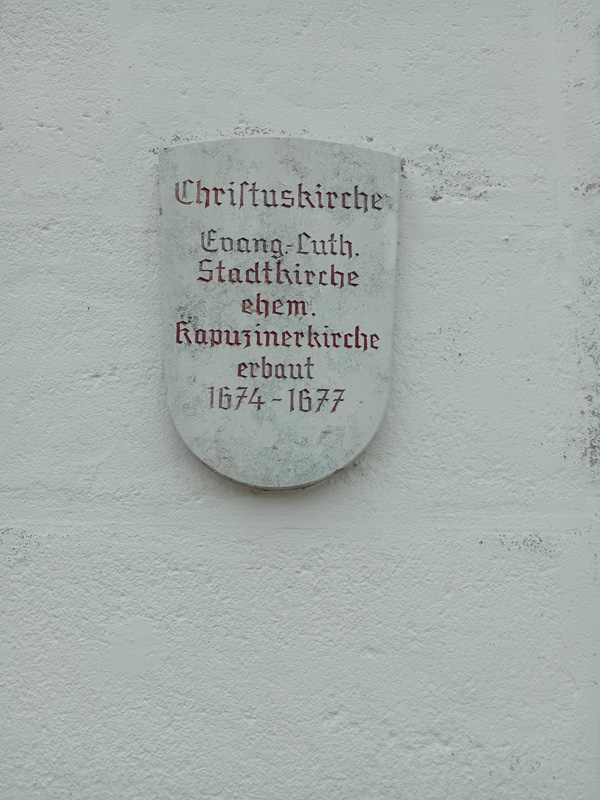 Chriſtuskirche
Evang.-Luth.
Stadtkirche
ehem.
Kapuzinerkirche
erbaut
1674-1677